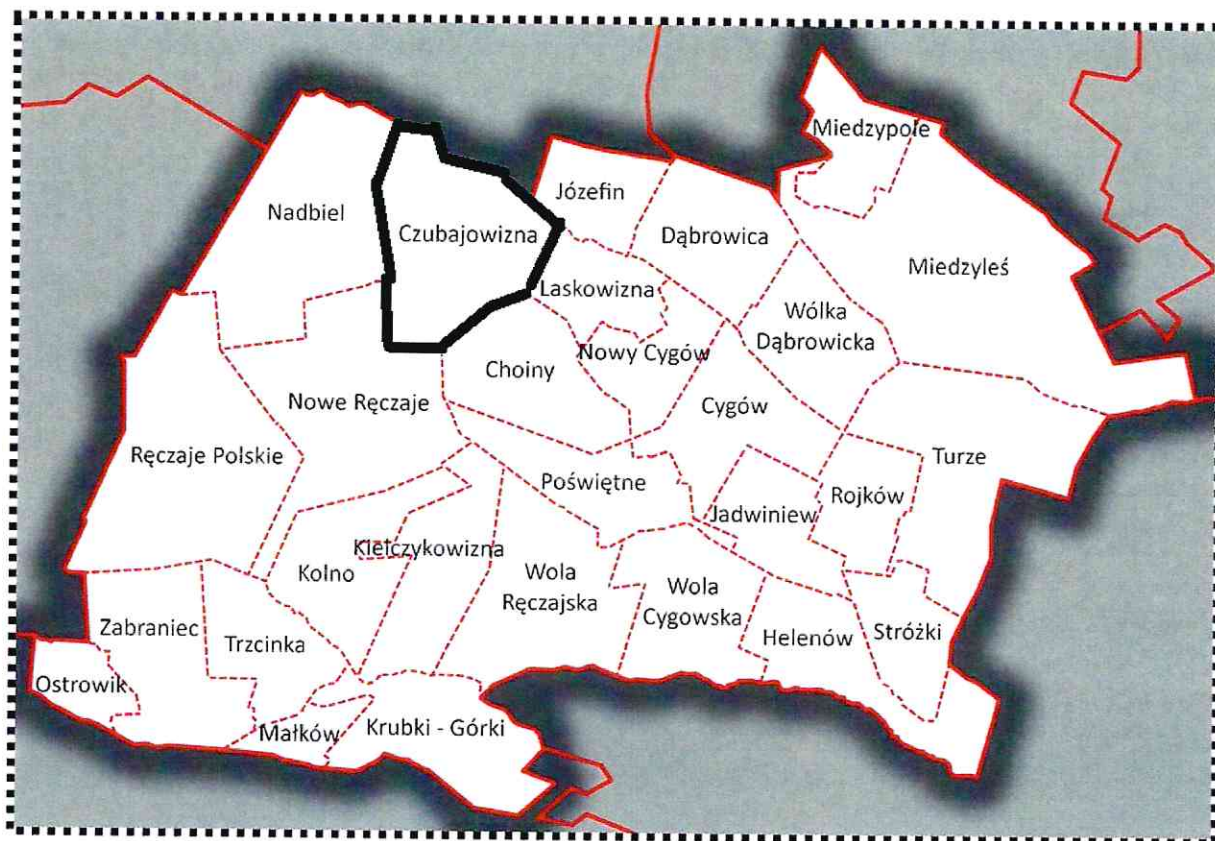 Miedzypole
Józefin
Nadbiel
Czubajowizna
Dąbrowica
Miedzyleś
Laskowizna
Wólka
Dąbrowicka
Nowy Cygów
Choiny
Nowe Ręczaje
Cygów
Ręczaje Polskie
Turze
Poświętne
Rojków
Jadwiniew
Kielczykowizna
Kolno
Wola
Ręczajska
Wola
Cygowska
Zabraniec
Trzcinka
Helenów
Stróżki
Ostrowik
Małków
Krubki - Górki